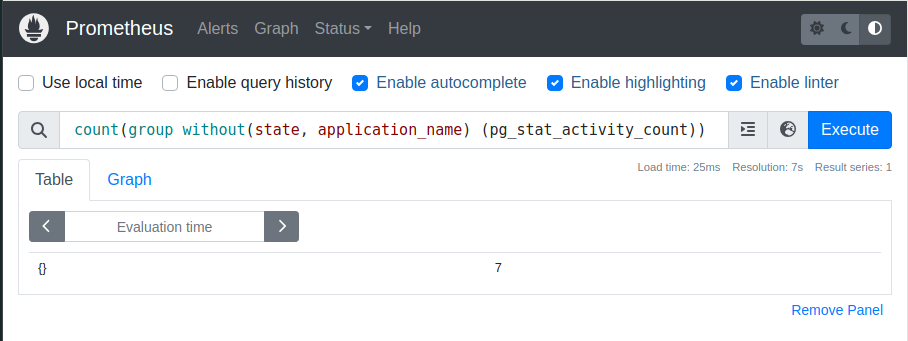 Prometheus Alerts Graph Status Help
Use local time Enable query history Enable autocomplete Enable highlighting Enable linter
count(group without(state, application_name) (pg_stat_activity_count)) Execute
Load time: 25ms Resolution: 7s Result series: 1
Table Graph
Evaluation time
{} 7
Remove Panel